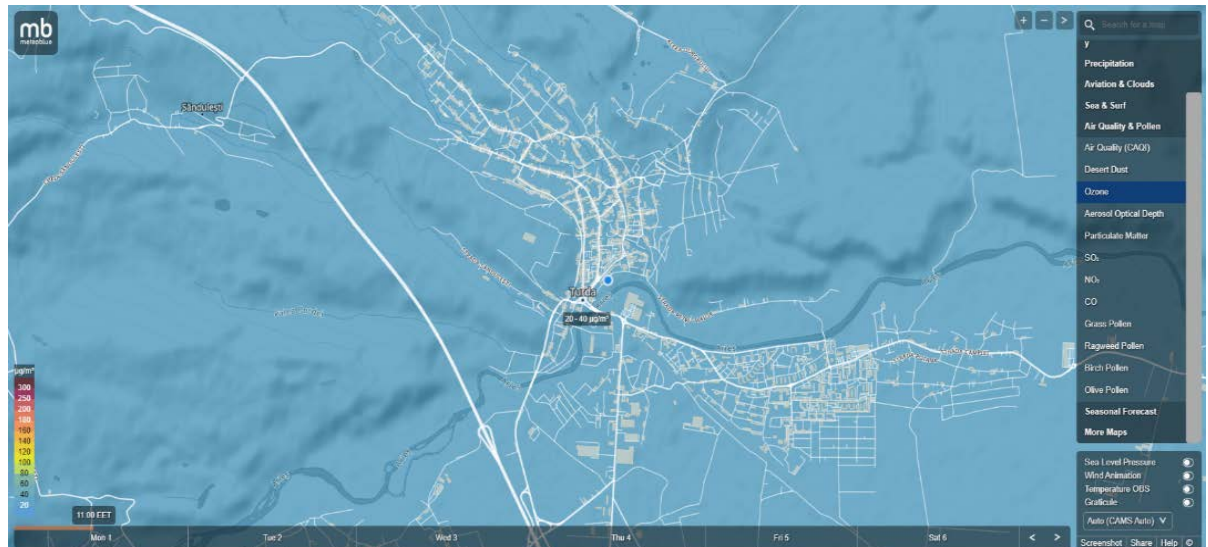 mb
meteoblue
+ − >
Search for a map
y
Precipitation
Aviation & Clouds
Sea & Surf
Air Quality & Pollen
Air Quality (CAQI)
Desert Dust
Ozone
Aerosol Optical Depth
Particulate Matter
SO₂
NO₂
CO
Grass Pollen
Ragweed Pollen
Birch Pollen
Olive Pollen
Seasonal Forecast
More Maps
Sea Level Pressure
Wind Animation
Temperature OBS
Graticule
Auto (CAMS Auto)
Screenshot Share Help ©
Săndulești
Turda
20 - 40 µg/m³
µg/m³
300
250
200
180
160
140
120
100
80
60
40
20
11:00 EET
Mon 1 Tue 2 Wed 3 Thu 4 Fri 5 Sat 6 < >